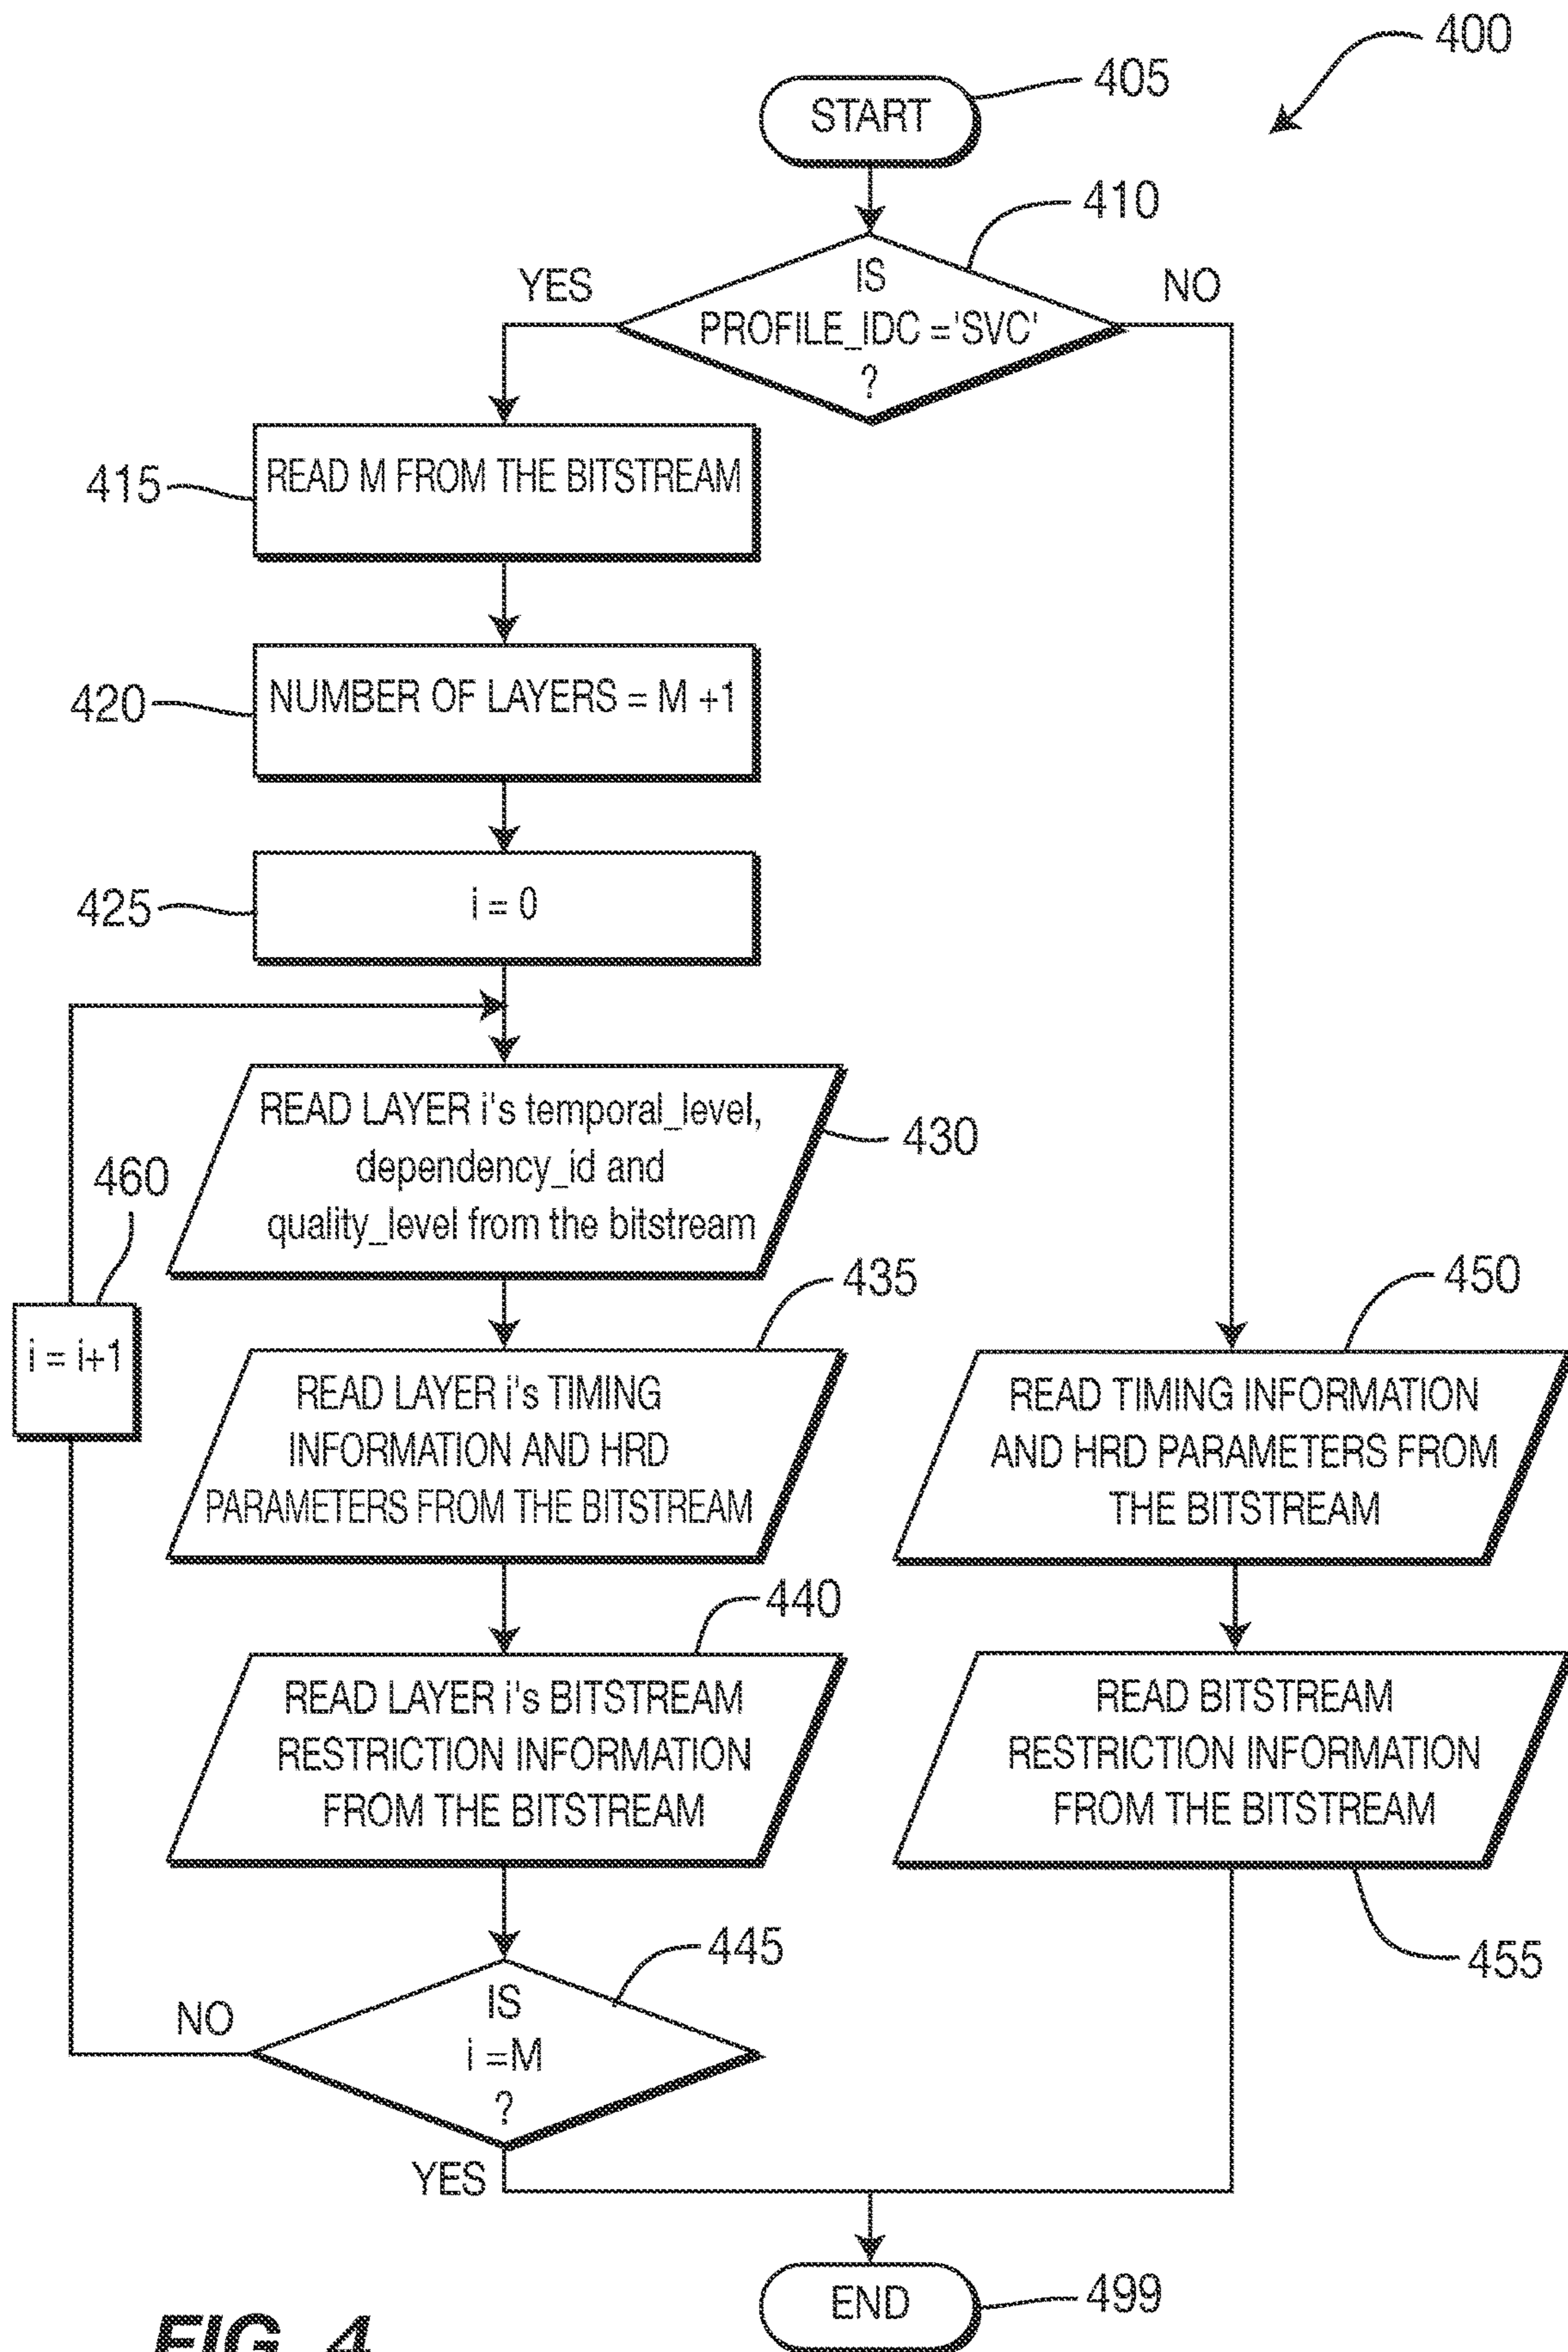 400
START
405
410
YES
IS
PROFILE_IDC ='SVC'
?
NO
READ M FROM THE BITSTREAM
415
NUMBER OF LAYERS = M +1
420
i = 0
425
READ LAYER i's temporal_level,
dependency_id and
quality_level from the bitstream
430
460
i = i+1
435
READ LAYER i's TIMING
INFORMATION AND HRD
PARAMETERS FROM THE BITSTREAM
450
READ TIMING INFORMATION
AND HRD PARAMETERS FROM
THE BITSTREAM
440
READ LAYER i's BITSTREAM
RESTRICTION INFORMATION
FROM THE BITSTREAM
READ BITSTREAM
RESTRICTION INFORMATION
FROM THE BITSTREAM
455
445
NO
IS
i =M
?
YES
END
499
FIG. 4